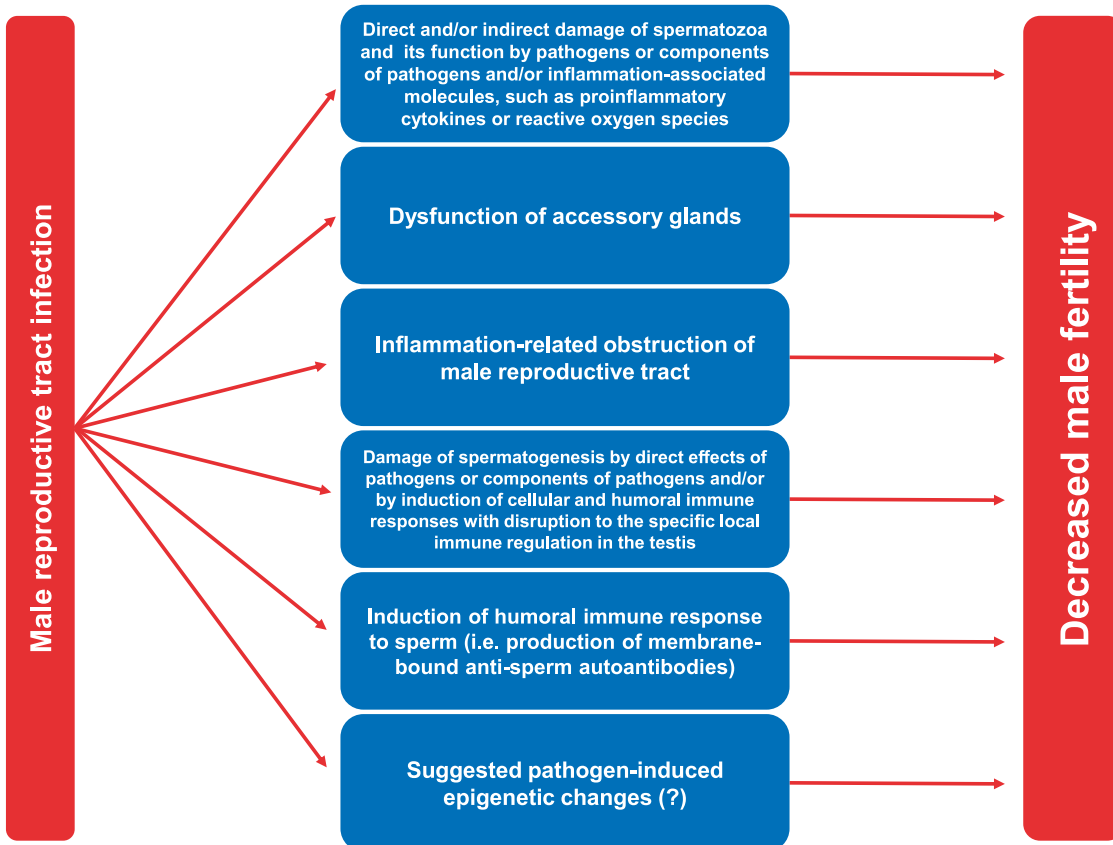 Male reproductive tract infection
Direct and/or indirect damage of spermatozoa
and its function by pathogens or components
of pathogens and/or inflammation-associated
molecules, such as proinflammatory
cytokines or reactive oxygen species
Dysfunction of accessory glands
Inflammation-related obstruction of
male reproductive tract
Damage of spermatogenesis by direct effects of
pathogens or components of pathogens and/or
by induction of cellular and humoral immune
responses with disruption to the specific local
immune regulation in the testis
Induction of humoral immune response
to sperm (i.e. production of membrane-
bound anti-sperm autoantibodies)
Suggested pathogen-induced
epigenetic changes (?)
Decreased male fertility